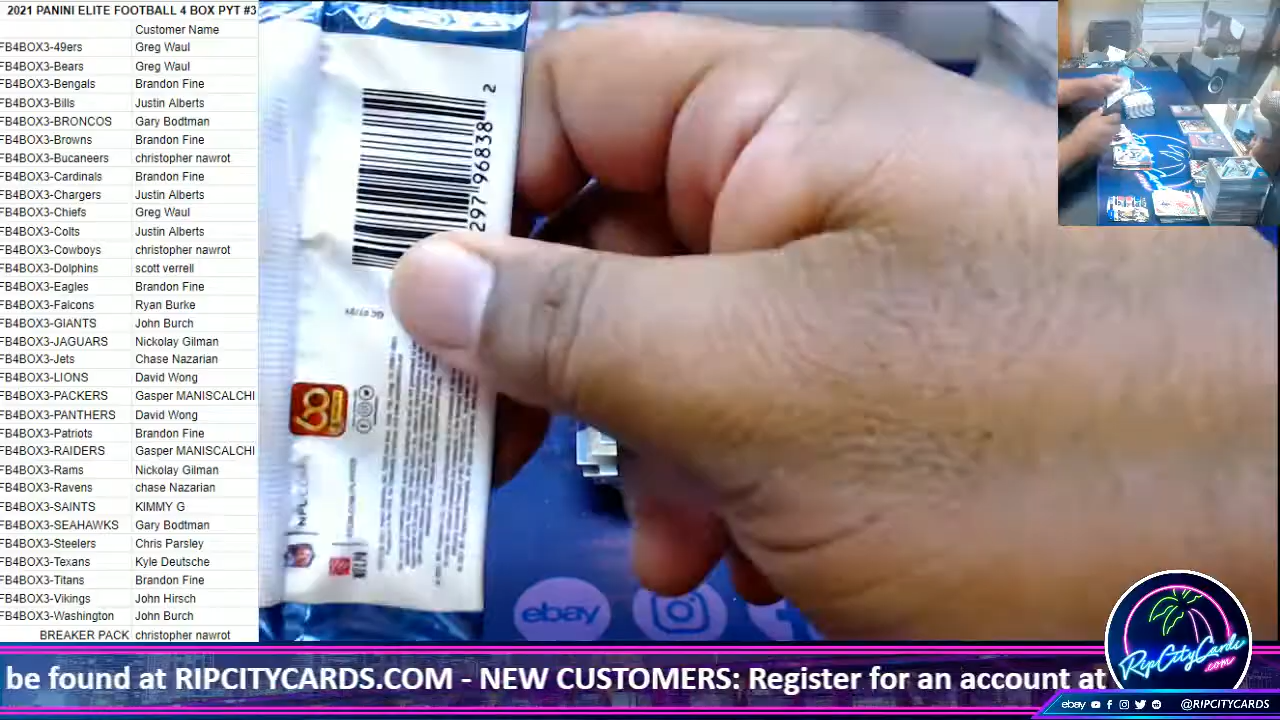 2021 PANINI ELITE FOOTBALL 4 BOX PYT #3
Customer Name
FB4BOX3-49ers Greg Waul
FB4BOX3-Bears Greg Waul
FB4BOX3-Bengals Brandon Fine
FB4BOX3-Bills Justin Alberts
FB4BOX3-BRONCOS Gary Bodtman
FB4BOX3-Browns Brandon Fine
FB4BOX3-Bucaneers christopher nawrot
FB4BOX3-Cardinals Brandon Fine
FB4BOX3-Chargers Justin Alberts
FB4BOX3-Chiefs Greg Waul
FB4BOX3-Colts Justin Alberts
FB4BOX3-Cowboys christopher nawrot
FB4BOX3-Dolphins scott verrell
FB4BOX3-Eagles Brandon Fine
FB4BOX3-Falcons Ryan Burke
FB4BOX3-GIANTS John Burch
FB4BOX3-JAGUARS Nickolay Gilman
FB4BOX3-Jets Chase Nazarian
FB4BOX3-LIONS David Wong
FB4BOX3-PACKERS Gasper MANISCALCHI
FB4BOX3-PANTHERS David Wong
FB4BOX3-Patriots Brandon Fine
FB4BOX3-RAIDERS Gasper MANISCALCHI
FB4BOX3-Rams Nickolay Gilman
FB4BOX3-Ravens chase Nazarian
FB4BOX3-SAINTS KIMMY G
FB4BOX3-SEAHAWKS Gary Bodtman
FB4BOX3-Steelers Chris Parsley
FB4BOX3-Texans Kyle Deutsche
FB4BOX3-Titans Brandon Fine
FB4BOX3-Vikings John Hirsch
FB4BOX3-Washington John Burch
BREAKER PACK christopher nawrot
297 96838 2
60
ebay
be found at RIPCITYCARDS.COM - NEW CUSTOMERS: Register for an account at
RipCityCards
.com
ebay @RIPCITYCARDS